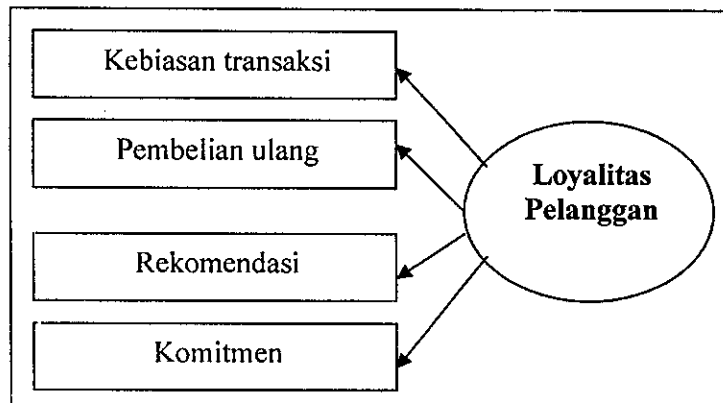 Kebiasan transaksi
Pembelian ulang
Loyalitas
Pelanggan
Rekomendasi
Komitmen